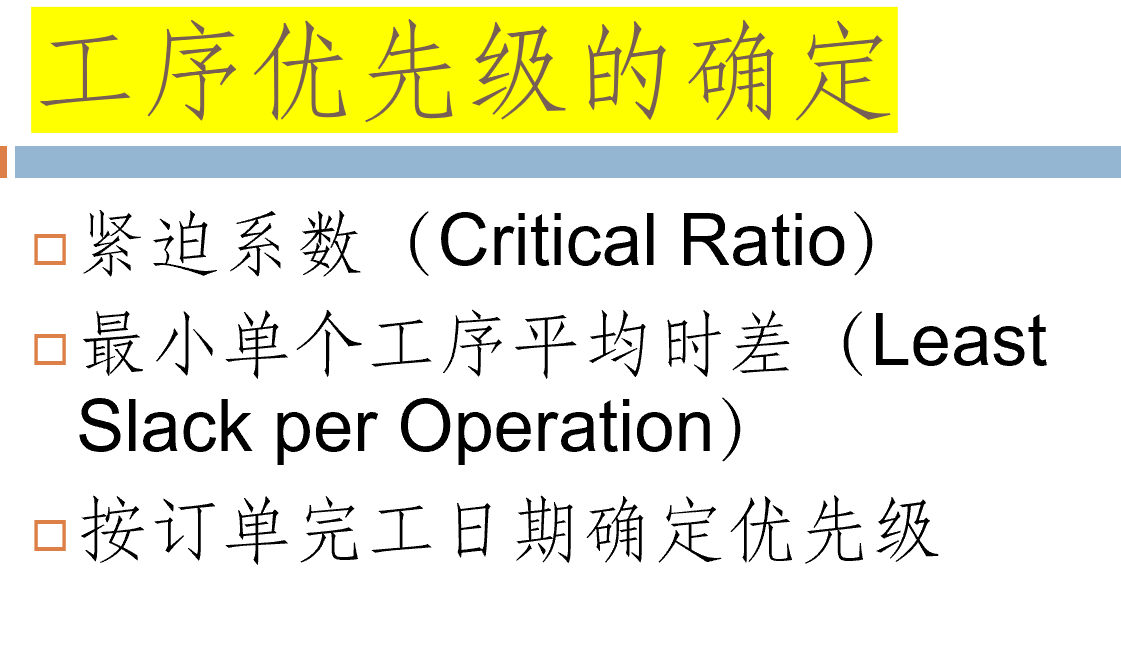 工序优先级的确定
紧迫系数（Critical Ratio）
最小单个工序平均时差（Least
Slack per Operation）
按订单完工日期确定优先级